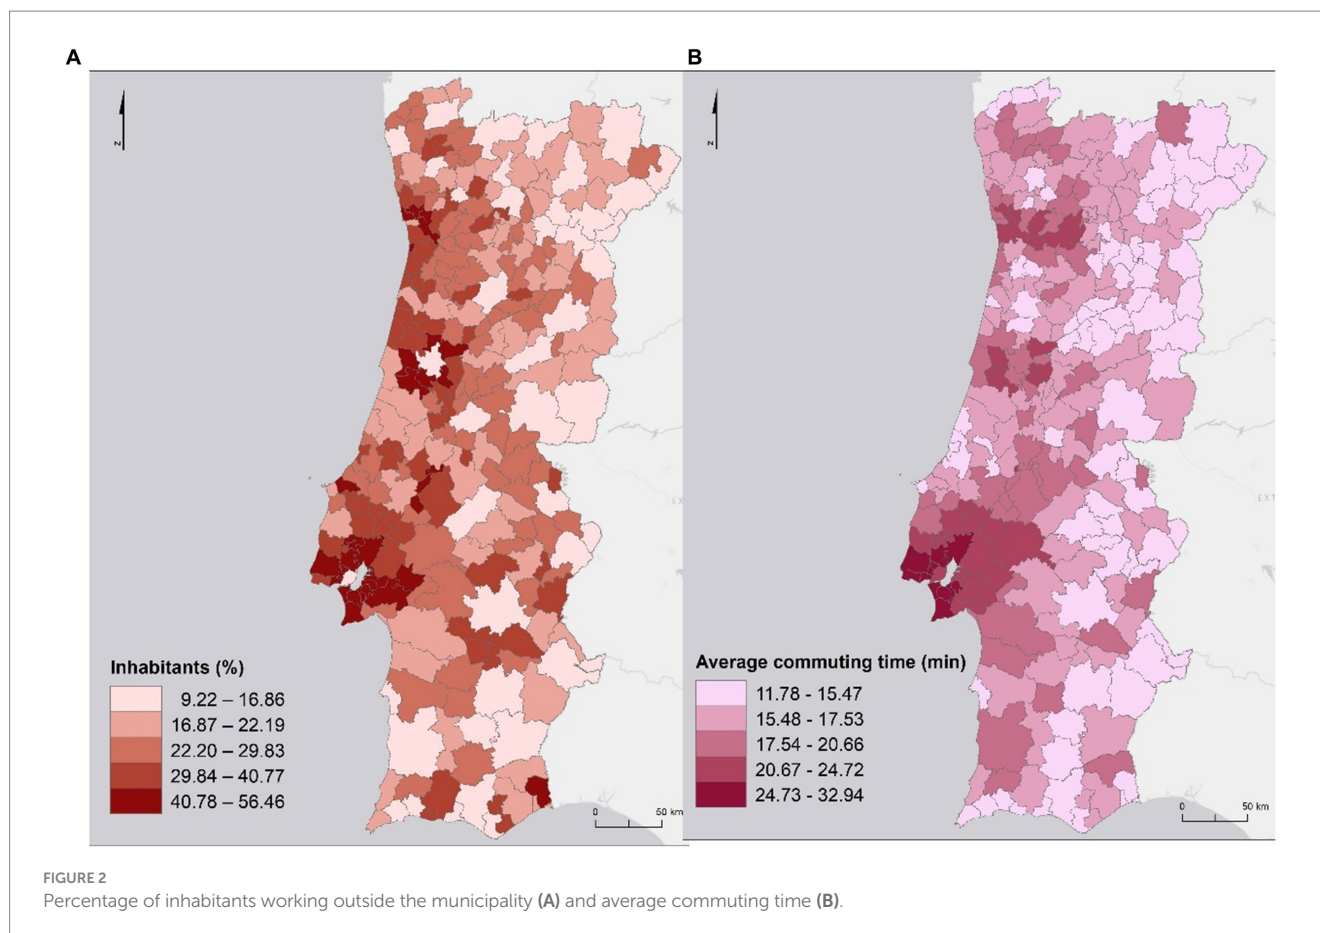 A
B
N
N
Inhabitants (%)
9.22 – 16.86
16.87 – 22.19
22.20 – 29.83
29.84 – 40.77
40.78 – 56.46
0 50 km
Average commuting time (min)
11.78 - 15.47
15.48 - 17.53
17.54 - 20.66
20.67 - 24.72
24.73 - 32.94
0 50 km
EXT
FIGURE 2
Percentage of inhabitants working outside the municipality (A) and average commuting time (B).